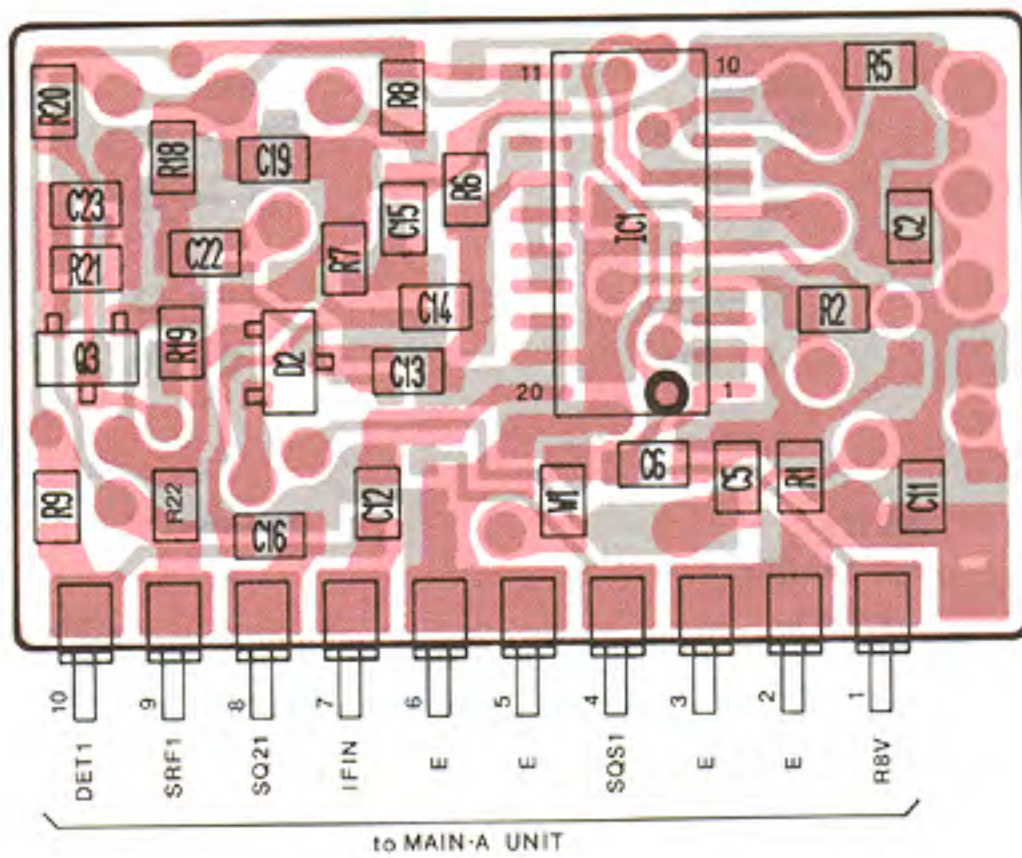 11
10
R5
R20
R8
R18
C19
R6
C23
C15
IC1
C2
R21
C22
R7
C14
R2
Q3
R19
D2
C13
20
1
R9
R22
C16
C12
W1
C6
C5
R1
C11
10 9 8 7 6 5 4 3 2 1
DET1 SRF1 SQ21 IFIN E E SQS1 E E R8V
to MAIN-A UNIT